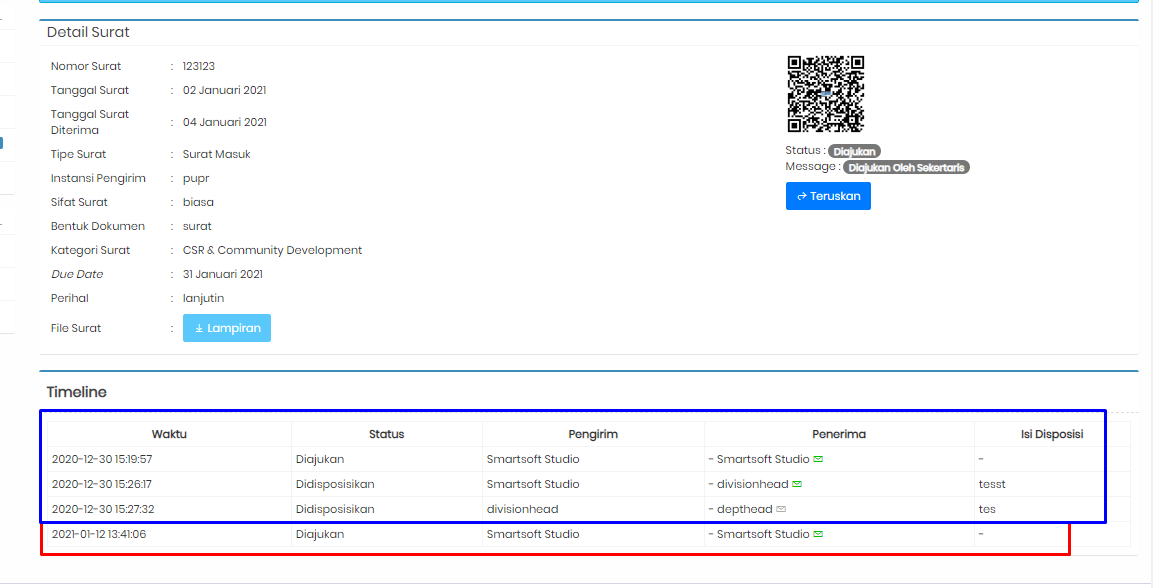 Detail Surat
Nomor Surat : 123123
Tanggal Surat : 02 Januari 2021
Tanggal Surat Diterima : 04 Januari 2021
Tipe Surat : Surat Masuk
Instansi Pengirim : pupr
Sifat Surat : biasa
Bentuk Dokumen : surat
Kategori Surat : CSR & Community Development
Due Date : 31 Januari 2021
Perihal : lanjutin
File Surat : Lampiran
Status : Diajukan
Message : Diajukan Oleh Sekertaris
Teruskan
Timeline
Waktu Status Pengirim Penerima Isi Disposisi
2020-12-30 15:19:57 Diajukan Smartsoft Studio - Smartsoft Studio -
2020-12-30 15:26:17 Didisposisikan Smartsoft Studio - divisionhead tesst
2020-12-30 15:27:32 Didisposisikan divisionhead - depthead tes
2021-01-12 13:41:06 Diajukan Smartsoft Studio - Smartsoft Studio -